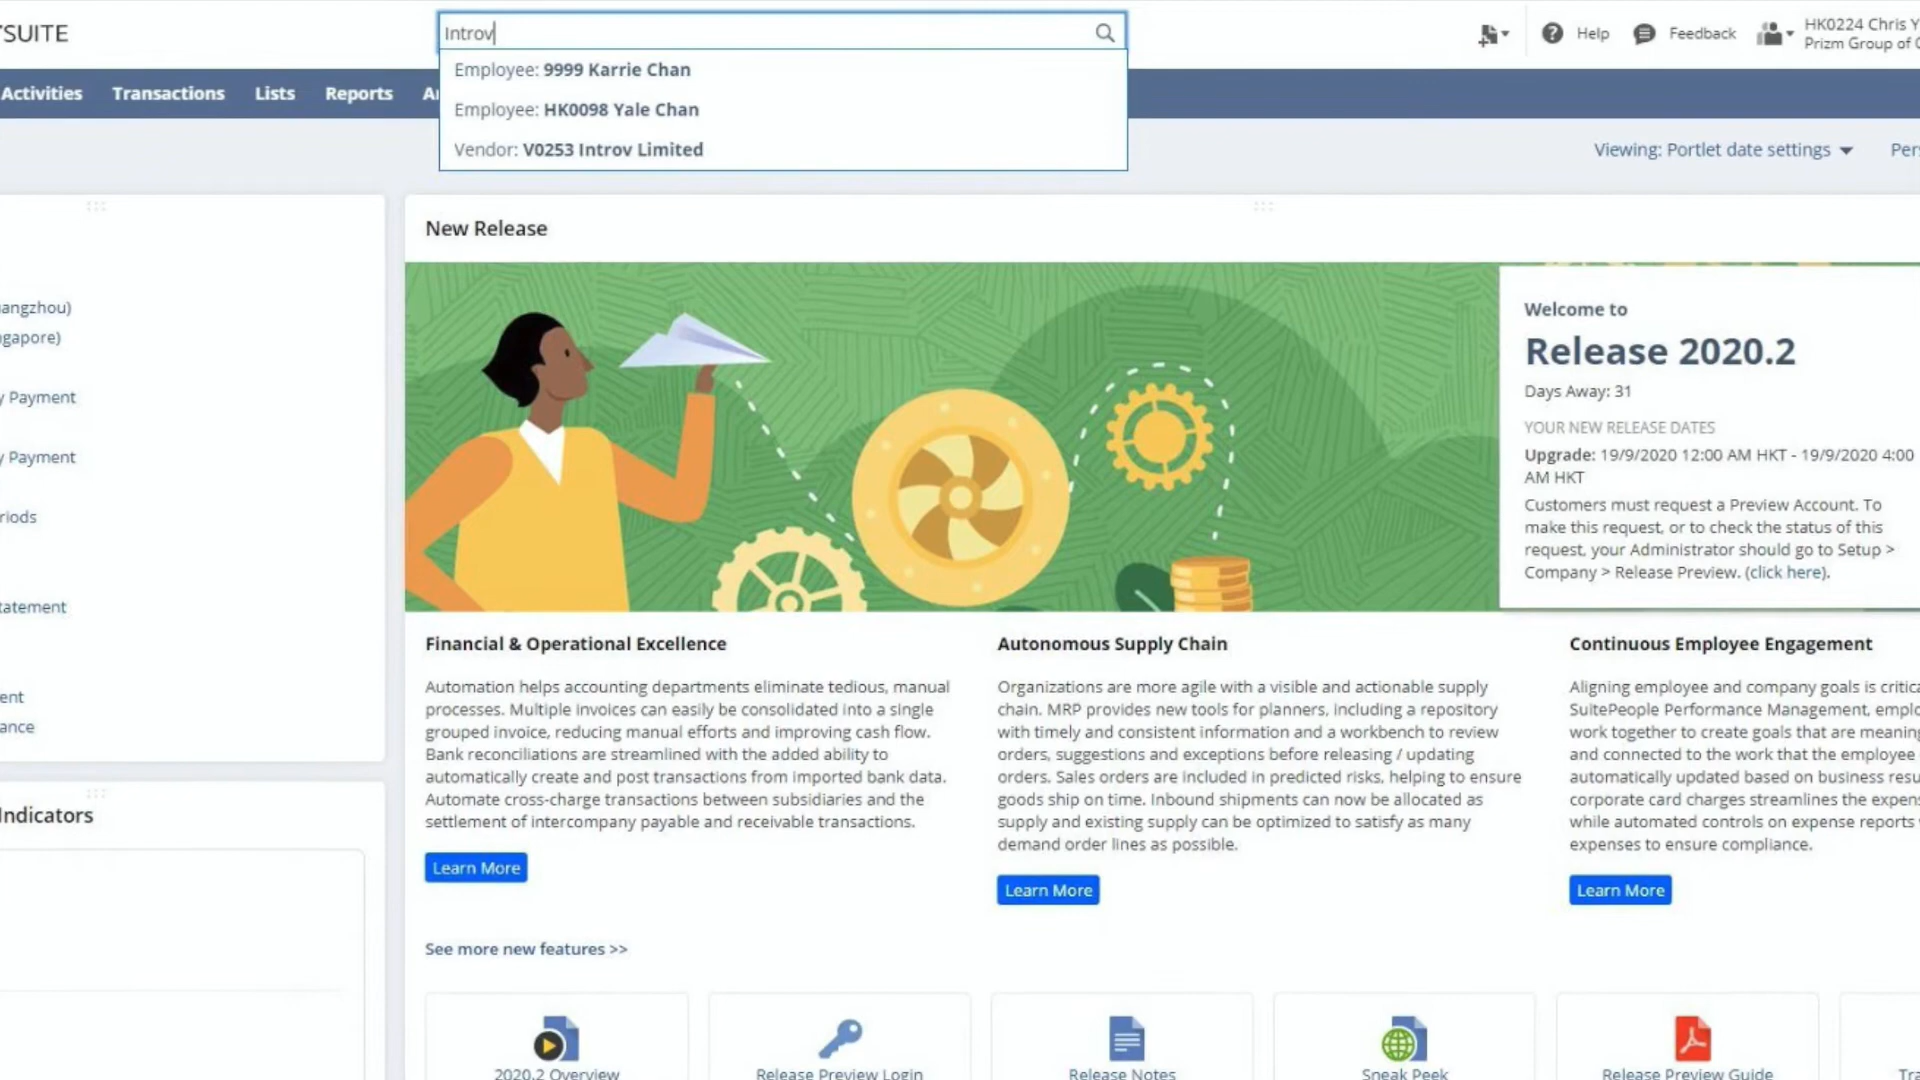 SUITE
Introv
Help
Feedback
HK0224 Chris Y
Prizm Group of
Employee: 9999 Karrie Chan
Employee: HK0098 Yale Chan
Vendor: V0253 Introv Limited
Activities
Transactions
Lists
Reports
Viewing: Portlet date settings
Per
angzhou)
gapore)
y Payment
y Payment
riods
tatement
ent
ance
Indicators
New Release
Welcome to
Release 2020.2
Days Away: 31
YOUR NEW RELEASE DATES
Upgrade: 19/9/2020 12:00 AM HKT - 19/9/2020 4:00
AM HKT
Customers must request a Preview Account. To
make this request, or to check the status of this
request, your Administrator should go to Setup >
Company > Release Preview. (click here).
Financial & Operational Excellence
Automation helps accounting departments eliminate tedious, manual
processes. Multiple invoices can easily be consolidated into a single
grouped invoice, reducing manual efforts and improving cash flow.
Bank reconciliations are streamlined with the added ability to
automatically create and post transactions from imported bank data.
Automate cross-charge transactions between subsidiaries and the
settlement of intercompany payable and receivable transactions.
Learn More
Autonomous Supply Chain
Organizations are more agile with a visible and actionable supply
chain. MRP provides new tools for planners, including a repository
with timely and consistent information and a workbench to review
orders, suggestions and exceptions before releasing / updating
orders. Sales orders are included in predicted risks, helping to ensure
goods ship on time. Inbound shipments can now be allocated as
supply and existing supply can be optimized to satisfy as many
demand order lines as possible.
Learn More
Continuous Employee Engagement
Aligning employee and company goals is critica
SuitePeople Performance Management, emplo
work together to create goals that are meaning
and connected to the work that the employee
automatically updated based on business resu
corporate card charges streamlines the expen
while automated controls on expense reports
expenses to ensure compliance.
Learn More
See more new features >>
2020.2 Overview
Release Preview Login
Release Notes
Sneak Peek
Release Preview Guide
Tra